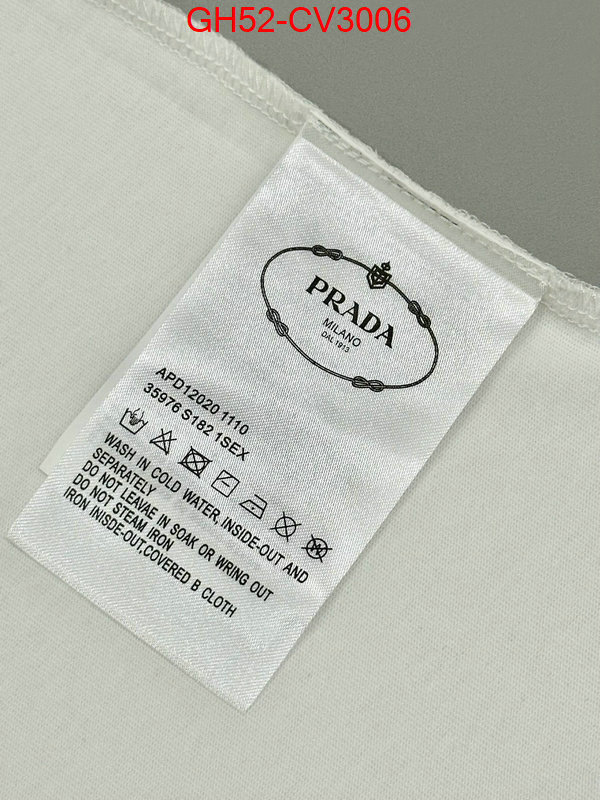 GH52-CV3006
PRADA
MILANO
DAL 1913
APD12020 1110
35976 S182 1SEX
WASH IN COLD WATER, INSIDE-OUT AND
SEPARATELY
DO NOT LEAVAE IN SOAK OR WRING OUT
DO NOT STEAM IRON
IRON INISDE-OUT,COVERED B CLOTH